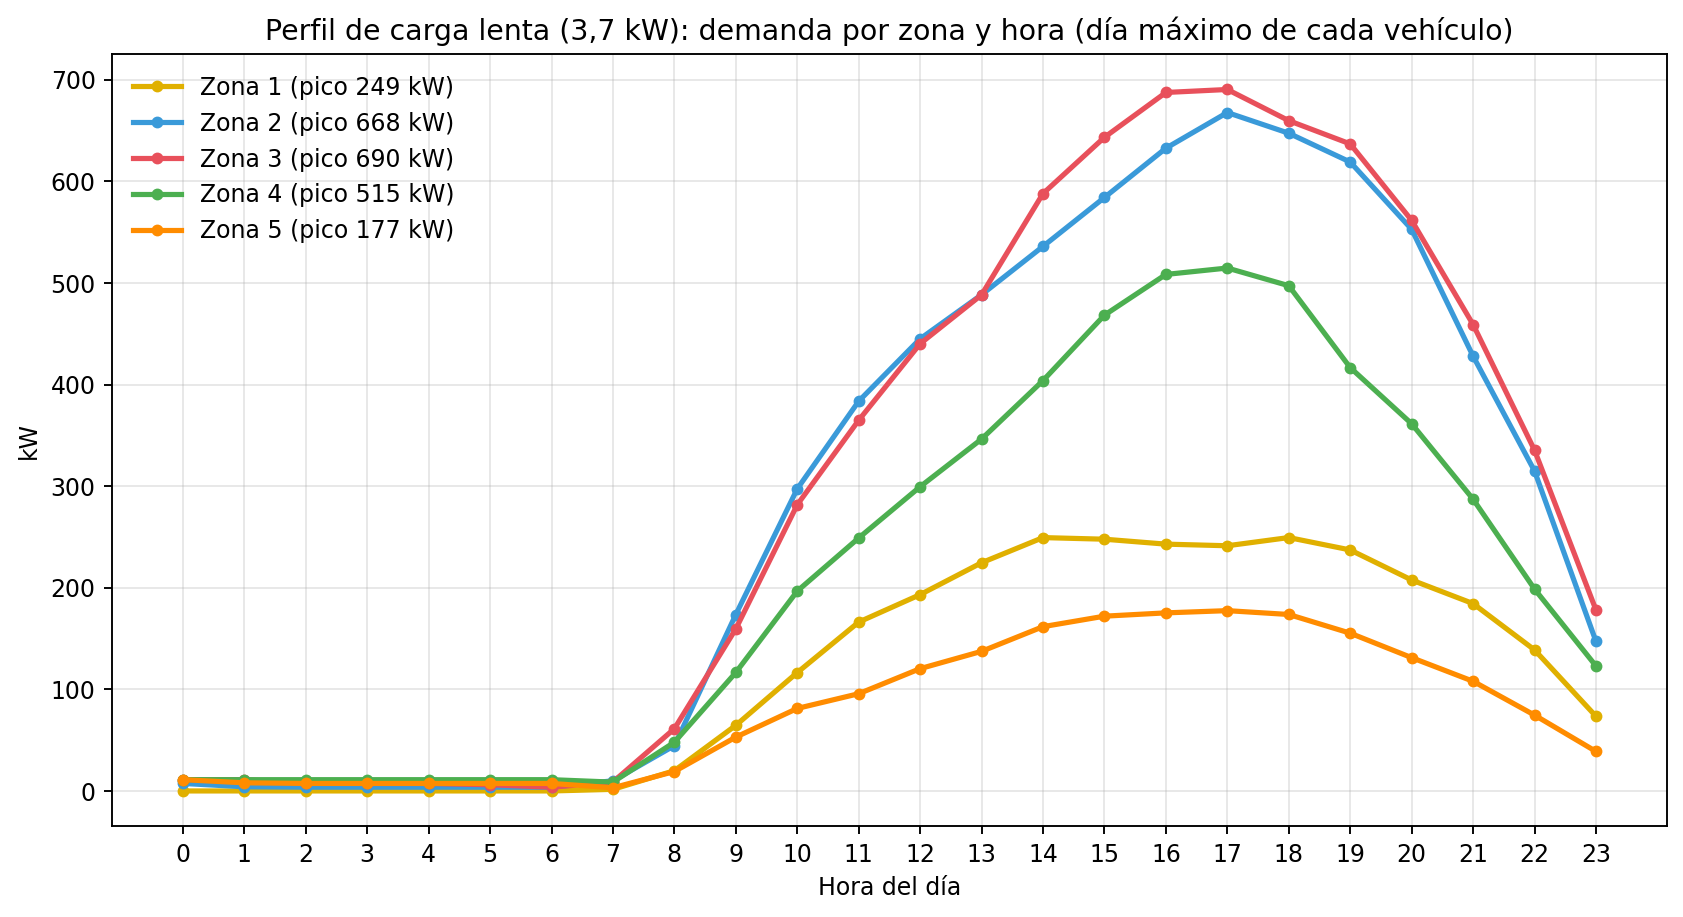 Perfil de carga lenta (3,7 kW): demanda por zona y hora (día máximo de cada vehículo)
Zona 1 (pico 249 kW)
Zona 2 (pico 668 kW)
Zona 3 (pico 690 kW)
Zona 4 (pico 515 kW)
Zona 5 (pico 177 kW)
700
600
500
400
300
200
100
0
kW
0 1 2 3 4 5 6 7 8 9 10 11 12 13 14 15 16 17 18 19 20 21 22 23
Hora del día